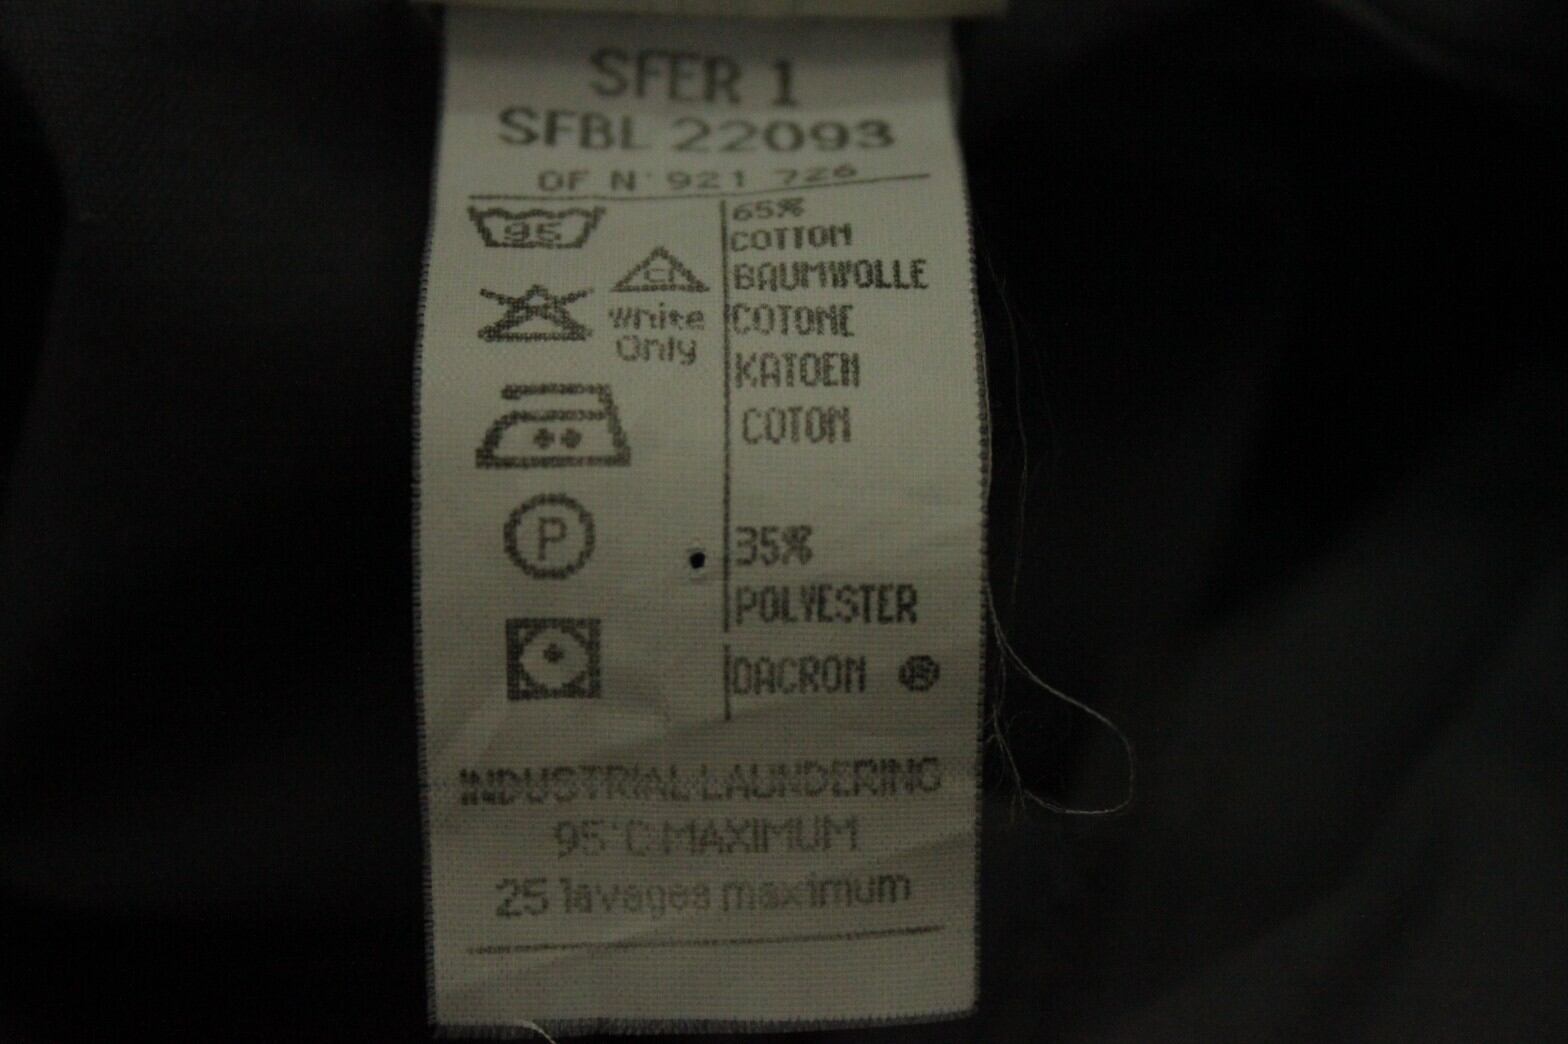 SFER 1
SFBL 22093
OF N° 921 726
95
CL
White
Only
P
65%
COTTON
BAUMWOLLE
COTONE
KATOEN
COTON
35%
POLYESTER
DACRON ®
INDUSTRIAL LAUNDERING
95°C MAXIMUM
25 lavages maximum